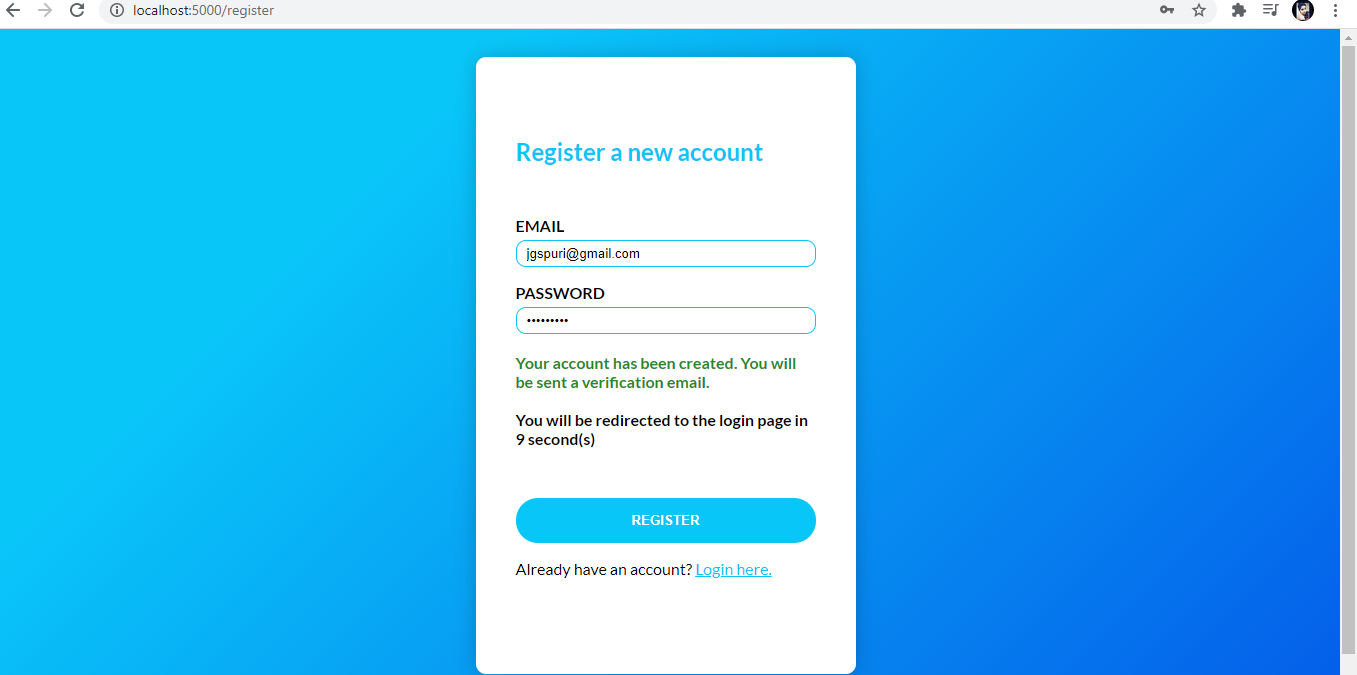 localhost:5000/register
Register a new account
EMAIL
jgspuri@gmail.com
PASSWORD
•••••••••
Your account has been created. You will
be sent a verification email.
You will be redirected to the login page in
9 second(s)
REGISTER
Already have an account? Login here.